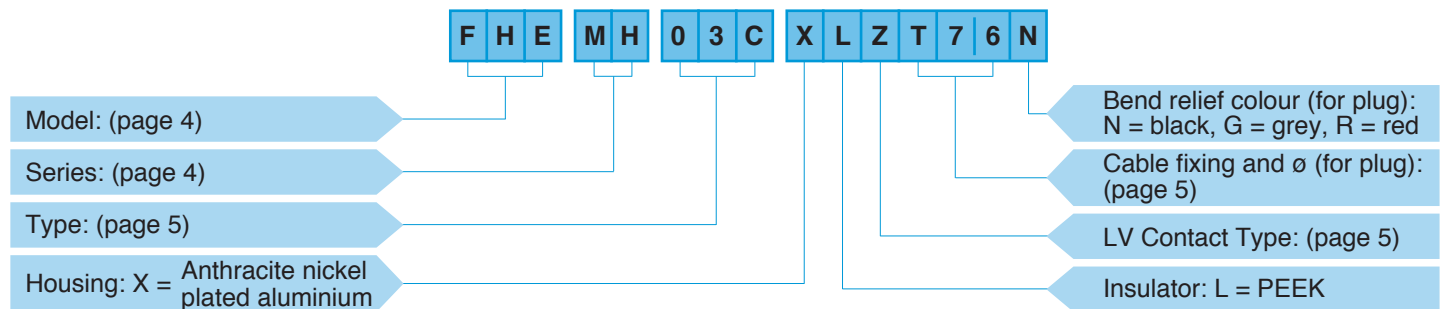 F H E M H 0 3 C X L Z T 7 6 N
Model: (page 4)
Series: (page 4)
Type: (page 5)
Housing: X = Anthracite nickel
plated aluminium
Bend relief colour (for plug):
N = black, G = grey, R = red
Cable fixing and ø (for plug):
(page 5)
LV Contact Type: (page 5)
Insulator: L = PEEK